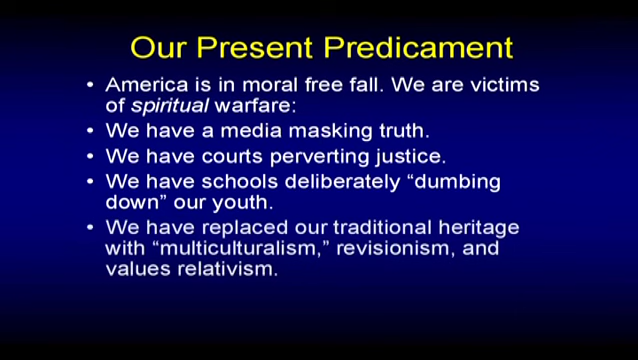 Our Present Predicament
• America is in moral free fall. We are victims
of spiritual warfare:
• We have a media masking truth.
• We have courts perverting justice.
• We have schools deliberately “dumbing
down” our youth.
• We have replaced our traditional heritage
with “multiculturalism,” revisionism, and
values relativism.